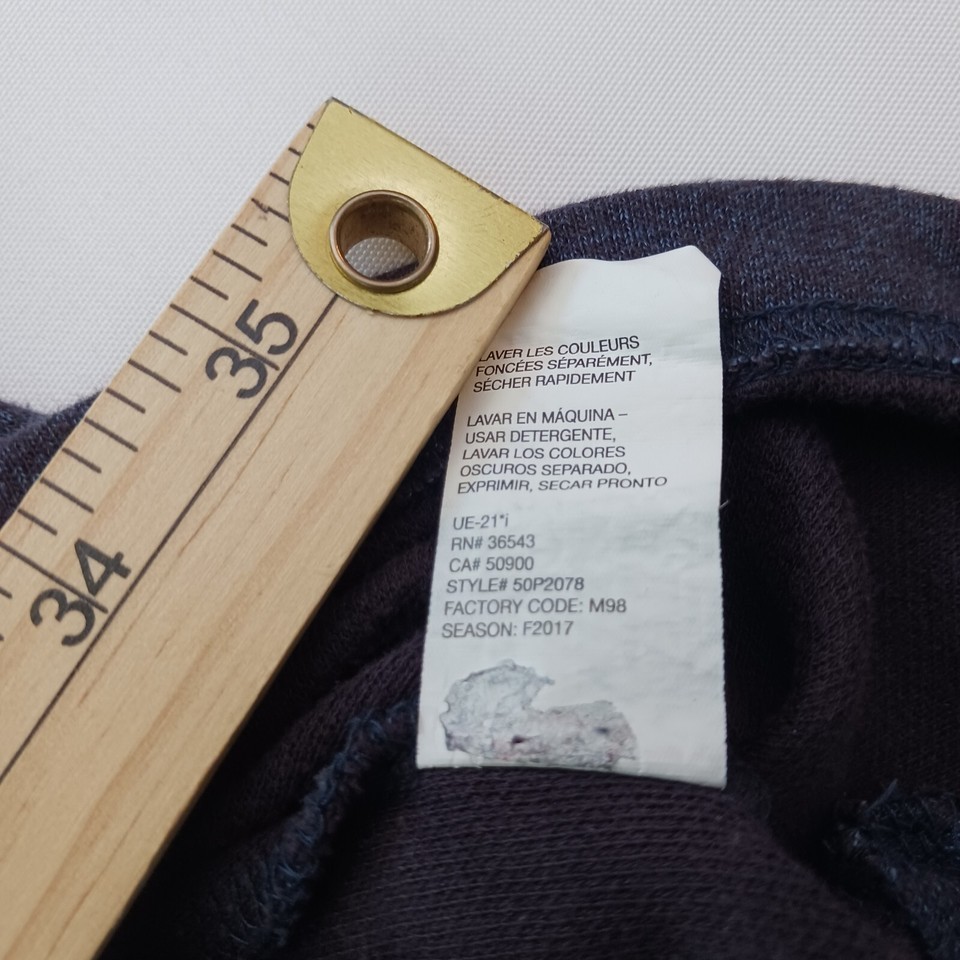 35
34
LAVER LES COULEURS
FONCÉES SÉPARÉMENT,
SÉCHER RAPIDEMENT
LAVAR EN MÁQUINA –
USAR DETERGENTE,
LAVAR LOS COLORES
OSCUROS SEPARADO,
EXPRIMIR, SECAR PRONTO
UE-21*i
RN# 36543
CA# 50900
STYLE# 50P2078
FACTORY CODE: M98
SEASON: F2017